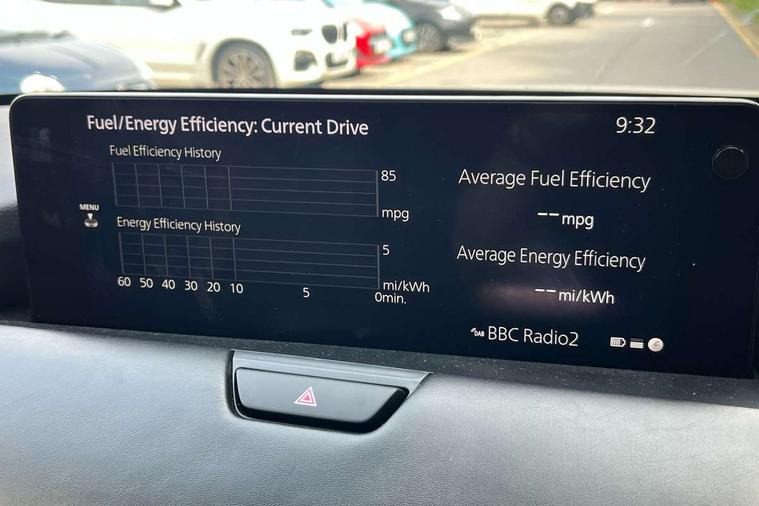 Fuel/Energy Efficiency: Current Drive
9:32
Fuel Efficiency History
85
mpg
MENU
Energy Efficiency History
5
mi/kWh
60 50 40 30 20 10 5 0min.
Average Fuel Efficiency
--mpg
Average Energy Efficiency
--mi/kWh
DAB BBC Radio2